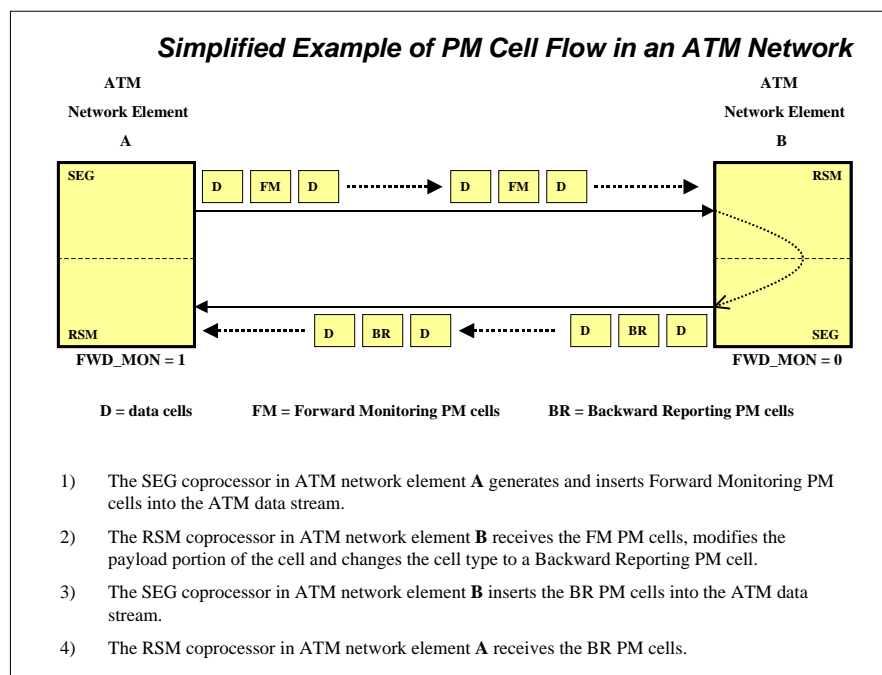 Simplified Example of PM Cell Flow in an ATM Network
ATM
Network Element
A
ATM
Network Element
B
SEG
D FM D D FM D
RSM
RSM
D BR D D BR D
SEG
FWD_MON = 1
FWD_MON = 0
D = data cells FM = Forward Monitoring PM cells BR = Backward Reporting PM cells
1) The SEG coprocessor in ATM network element A generates and inserts Forward Monitoring PM
cells into the ATM data stream.
2) The RSM coprocessor in ATM network element B receives the FM PM cells, modifies the
payload portion of the cell and changes the cell type to a Backward Reporting PM cell.
3) The SEG coprocessor in ATM network element B inserts the BR PM cells into the ATM data
stream.
4) The RSM coprocessor in ATM network element A receives the BR PM cells.